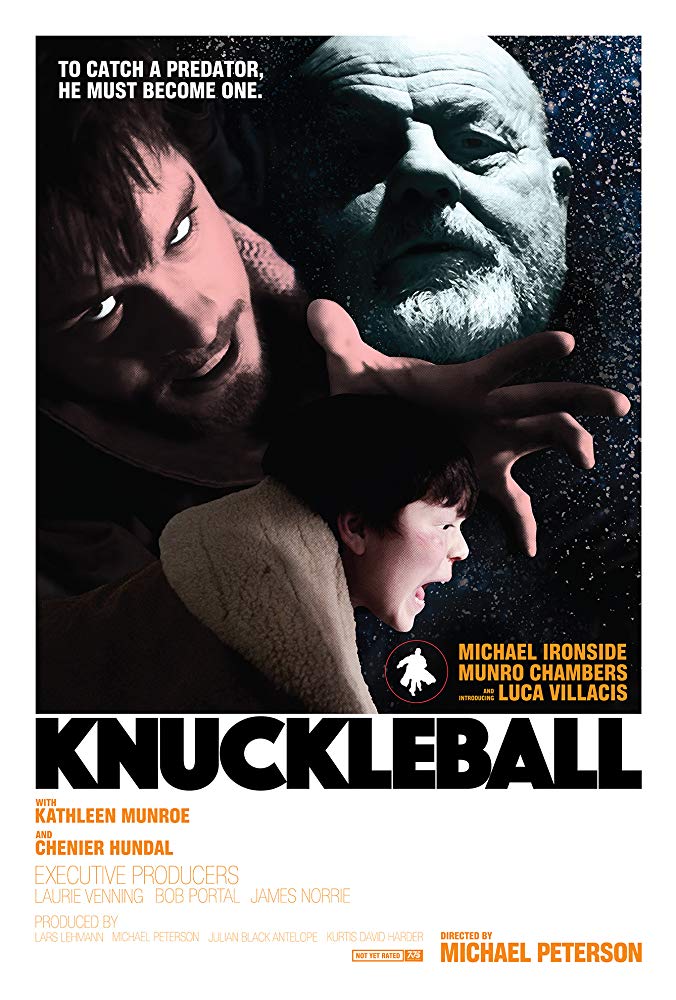 TO CATCH A PREDATOR,
HE MUST BECOME ONE.
MICHAEL IRONSIDE
MUNRO CHAMBERS
AND INTRODUCING LUCA VILLACIS
KNUCKLEBALL
WITH
KATHLEEN MUNROE
AND
CHENIER HUNDAL
EXECUTIVE PRODUCERS
LAURIE VENNING BOB PORTAL JAMES NORRIE
PRODUCED BY
LARS LEHMANN MICHAEL PETERSON JULIAN BLACK ANTELOPE KURTIS DAVID HARDER
NOT YET RATED
DIRECTED BY
MICHAEL PETERSON